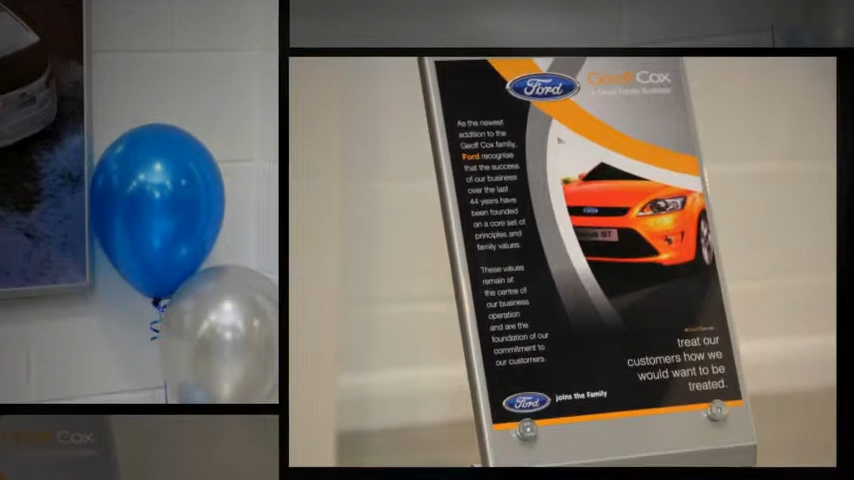 Ford
Geoff Cox
a Great Family Business
As the newest
addition to the
Geoff Cox family,
Ford recognise
that the success
of our business
over the last
44 years have
been founded
on a core set of
principles and
family values.
These values
remain at
the centre of
our business
operation
and are the
foundation of our
commitment to
our customers.
treat our
customers how we
would want to be
treated.
Ford joins the Family
Geoff Cox